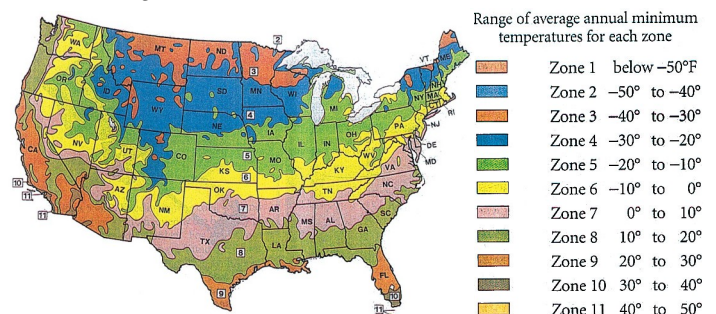 Range of average annual minimum
temperatures for each zone
Zone 1 below –50°F
Zone 2 –50° to –40°
Zone 3 –40° to –30°
Zone 4 –30° to –20°
Zone 5 –20° to –10°
Zone 6 –10° to 0°
Zone 7 0° to 10°
Zone 8 10° to 20°
Zone 9 20° to 30°
Zone 10 30° to 40°
Zone 11 40° to 50°
2
WA
MT
ND
3
VT
ME
OR
ID
WY
SD
MN
WI
MI
NY
NH
MA
CT
RI
4
NE
IA
PA
NJ
NV
UT
CO
5
IL
IN
OH
DE
MD
CA
KS
MO
WV
VA
6
KY
10
11
AZ
NM
OK
7
AR
TN
NC
SC
11
TX
8
LA
MS
AL
GA
9
FL
10
11